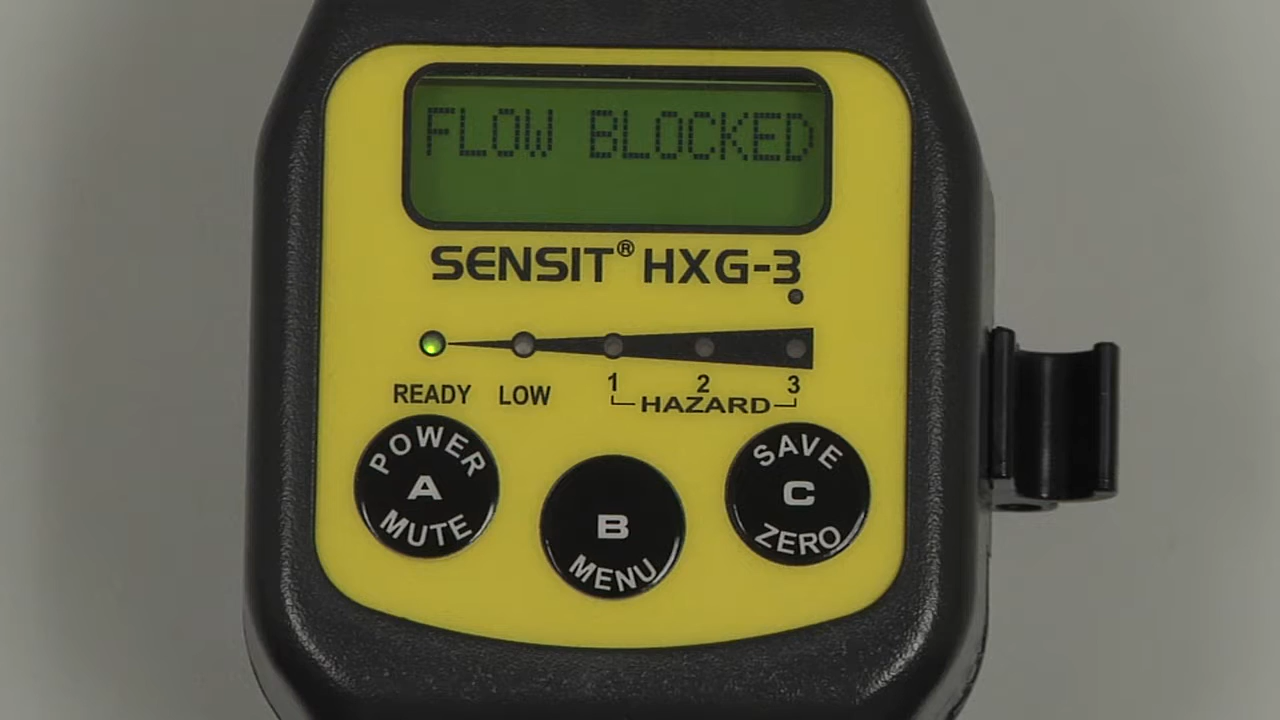 FLOW BLOCKED
SENSIT® HXG-3
READY LOW 1 2 3
HAZARD
POWER A MUTE
B MENU
SAVE C ZERO